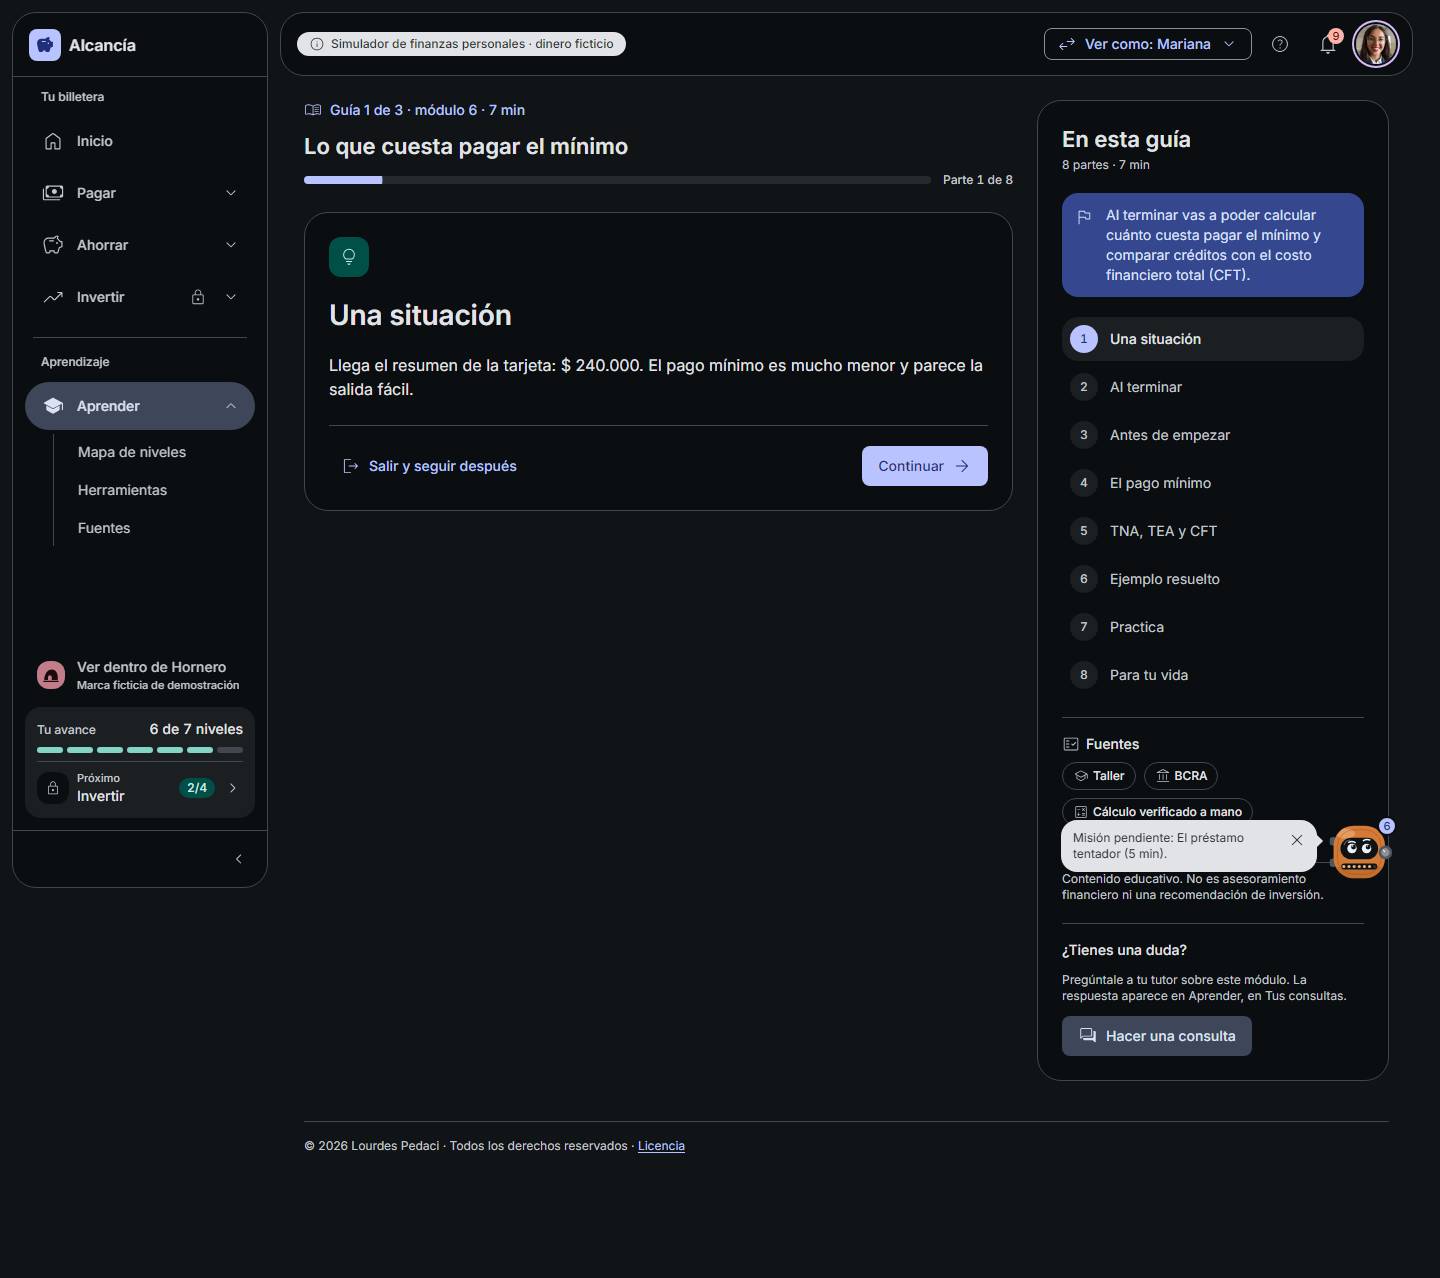 Alcancía
Tu billetera
Inicio
Pagar
Ahorrar
Invertir
Aprendizaje
Aprender
Mapa de niveles
Herramientas
Fuentes
Ver dentro de Hornero
Marca ficticia de demostración
Tu avance
6 de 7 niveles
Próximo
Invertir
2/4
Simulador de finanzas personales · dinero ficticio
Ver como: Mariana
9
Guía 1 de 3 · módulo 6 · 7 min
Lo que cuesta pagar el mínimo
Parte 1 de 8
Una situación
Llega el resumen de la tarjeta: $ 240.000. El pago mínimo es mucho menor y parece la
salida fácil.
Salir y seguir después
Continuar
En esta guía
8 partes · 7 min
Al terminar vas a poder calcular
cuánto cuesta pagar el mínimo y
comparar créditos con el costo
financiero total (CFT).
1 Una situación
2 Al terminar
3 Antes de empezar
4 El pago mínimo
5 TNA, TEA y CFT
6 Ejemplo resuelto
7 Practica
8 Para tu vida
Fuentes
Taller
BCRA
Cálculo verificado a mano
Misión pendiente: El préstamo
tentador (5 min).
6
Contenido educativo. No es asesoramiento
financiero ni una recomendación de inversión.
¿Tienes una duda?
Pregúntale a tu tutor sobre este módulo. La
respuesta aparece en Aprender, en Tus consultas.
Hacer una consulta
© 2026 Lourdes Pedaci · Todos los derechos reservados · Licencia